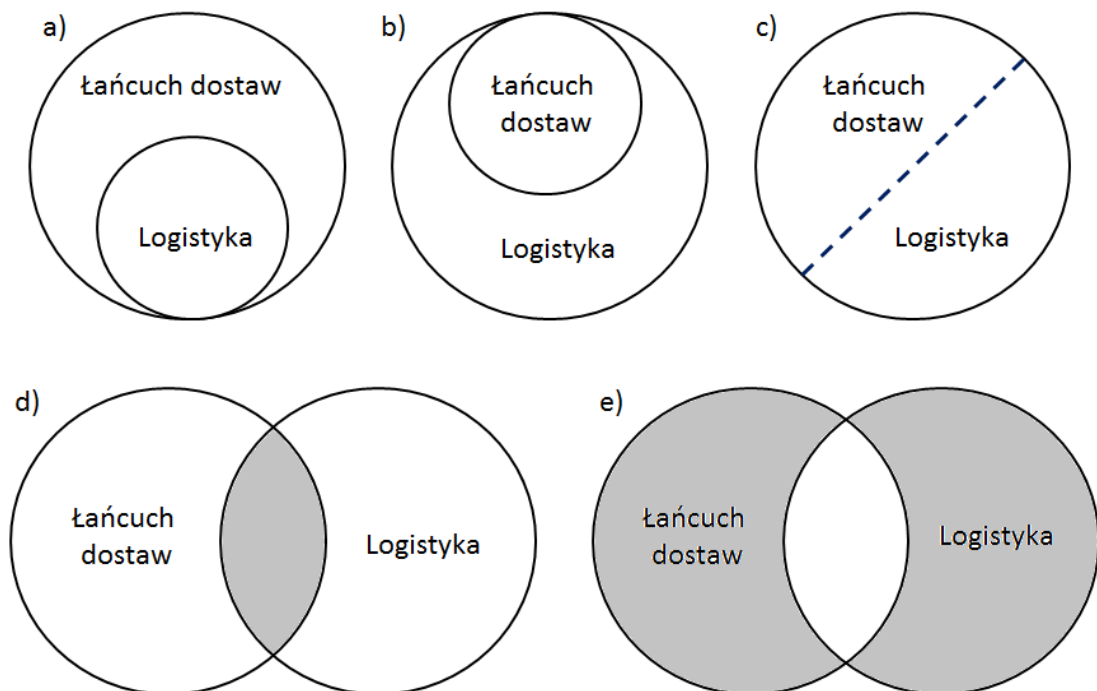 a)
Łańcuch dostaw
Logistyka
b)
Łańcuch
dostaw
Logistyka
c)
Łańcuch
dostaw
Logistyka
d)
Łańcuch
dostaw
Logistyka
e)
Łańcuch
dostaw
Logistyka